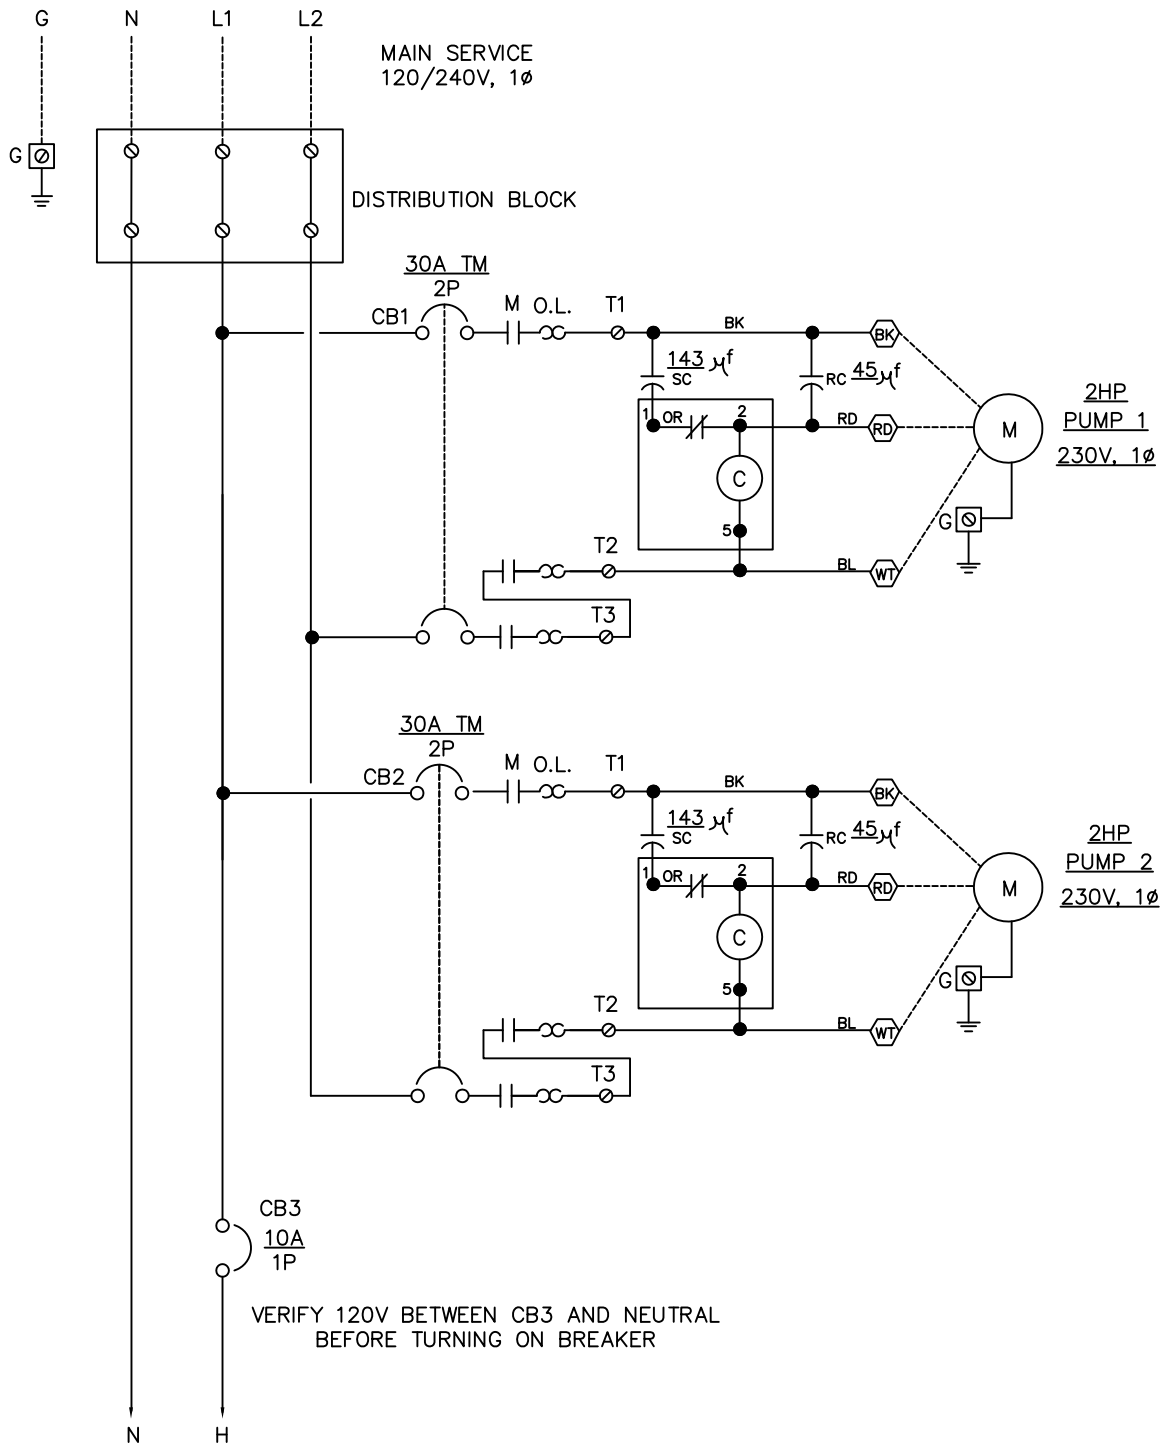 G N L1 L2
MAIN SERVICE
120/240V, 1ø
G
DISTRIBUTION BLOCK
30A TM
2P
CB1
M O.L. T1
BK
BK
143 μf
SC
RC 45 μf
1 OR 2
RD
RD
C
5
M
2HP
PUMP 1
230V, 1ø
G
T2
BL
WT
T3
30A TM
2P
CB2
M O.L. T1
BK
BK
143 μf
SC
RC 45 μf
1 OR 2
RD
RD
C
5
M
2HP
PUMP 2
230V, 1ø
G
T2
BL
WT
T3
CB3
10A
1P
VERIFY 120V BETWEEN CB3 AND NEUTRAL
BEFORE TURNING ON BREAKER
N H